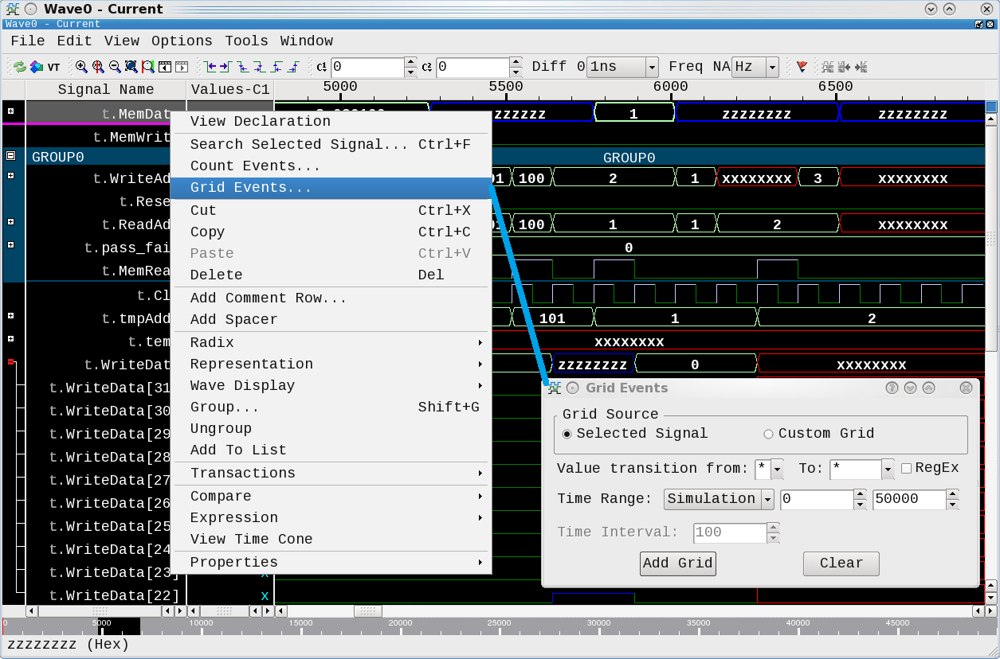 Wave0 - Current
Wave0 - Current
File Edit View Options Tools Window
VT C1 0 C2 0 Diff 0 1ns Freq NA Hz
Signal Name Values-C1 5000 5500 6000 6500
t.MemDat zzzzzz 1 zzzzzzzz zzzzzzzz
t.MemWrit
GROUP0 GROUP0
t.WriteAd 01 100 2 1 xxxxxxxx 3 xxxxxxxx
t.Rese
t.ReadAd 01 100 1 1 2 xxxxxxxx
t.pass_fai 0
t.MemRea
t.Cl
t.tmpAdd 101 1 2
t.tem xxxxxxxx
t.WriteDat zzzzzzzz 0 xxxxxxxx
t.WriteData[31
t.WriteData[30
t.WriteData[29
t.WriteData[28
t.WriteData[27
t.WriteData[26
t.WriteData[25
t.WriteData[24
t.WriteData[23] x
t.WriteData[22] x
View Declaration
Search Selected Signal... Ctrl+F
Count Events...
Grid Events...
Cut Ctrl+X
Copy Ctrl+C
Paste Ctrl+V
Delete Del
Add Comment Row...
Add Spacer
Radix
Representation
Wave Display
Group... Shift+G
Ungroup
Add To List
Transactions
Compare
Expression
View Time Cone
Properties
Grid Events
Grid Source
Selected Signal Custom Grid
Value transition from: * To: * RegEx
Time Range: Simulation 0 50000
Time Interval: 100
Add Grid Clear
0 5000 10000 15000 20000 25000 30000 35000 40000 45000
zzzzzzzz (Hex)